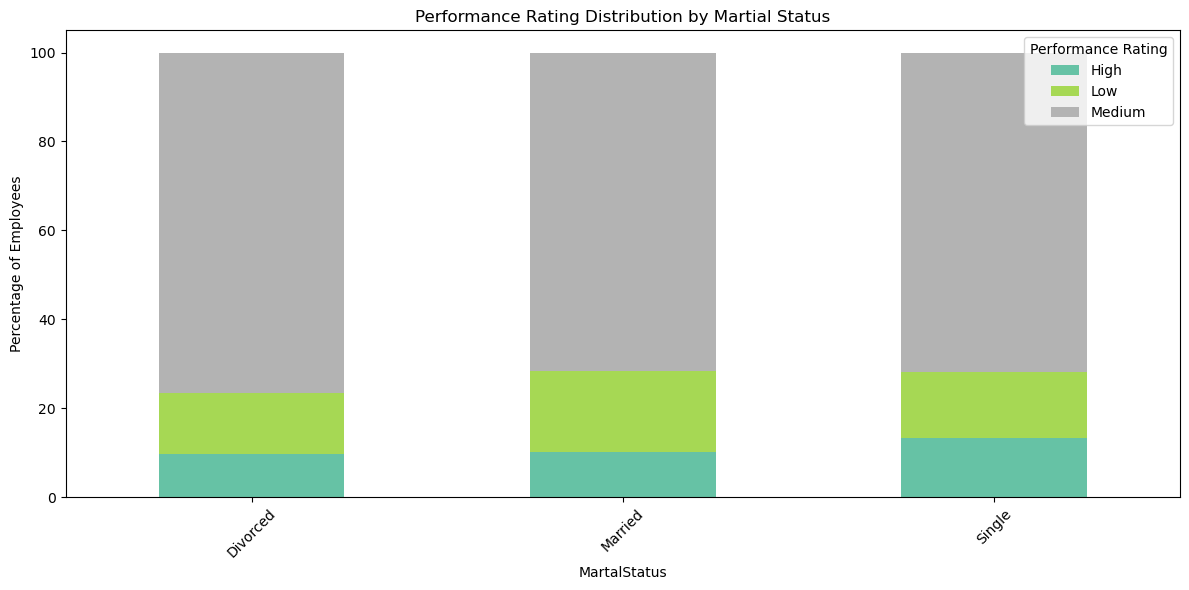 Performance Rating Distribution by Martial Status
Performance Rating
High
Low
Medium
Percentage of Employees
100
80
60
40
20
0
Divorced
Married
Single
MartalStatus